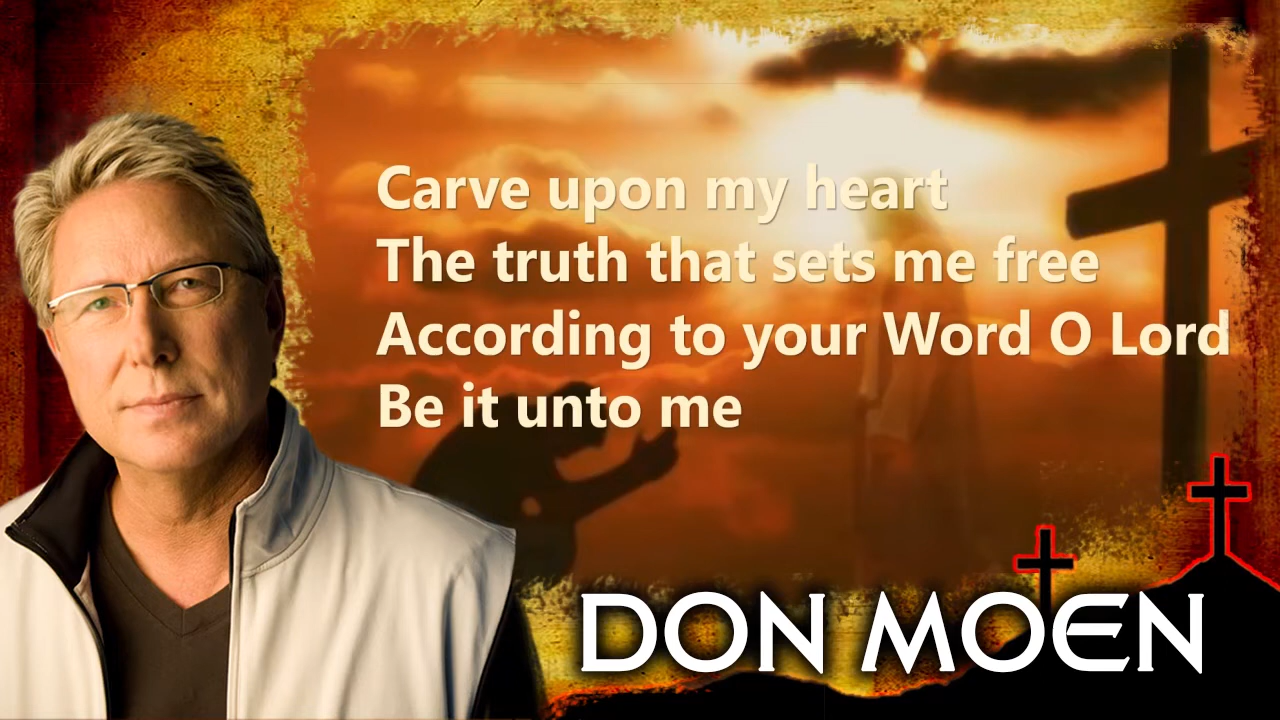 Carve upon my heart
The truth that sets me free
According to your Word O Lord
Be it unto me
DON MOEN